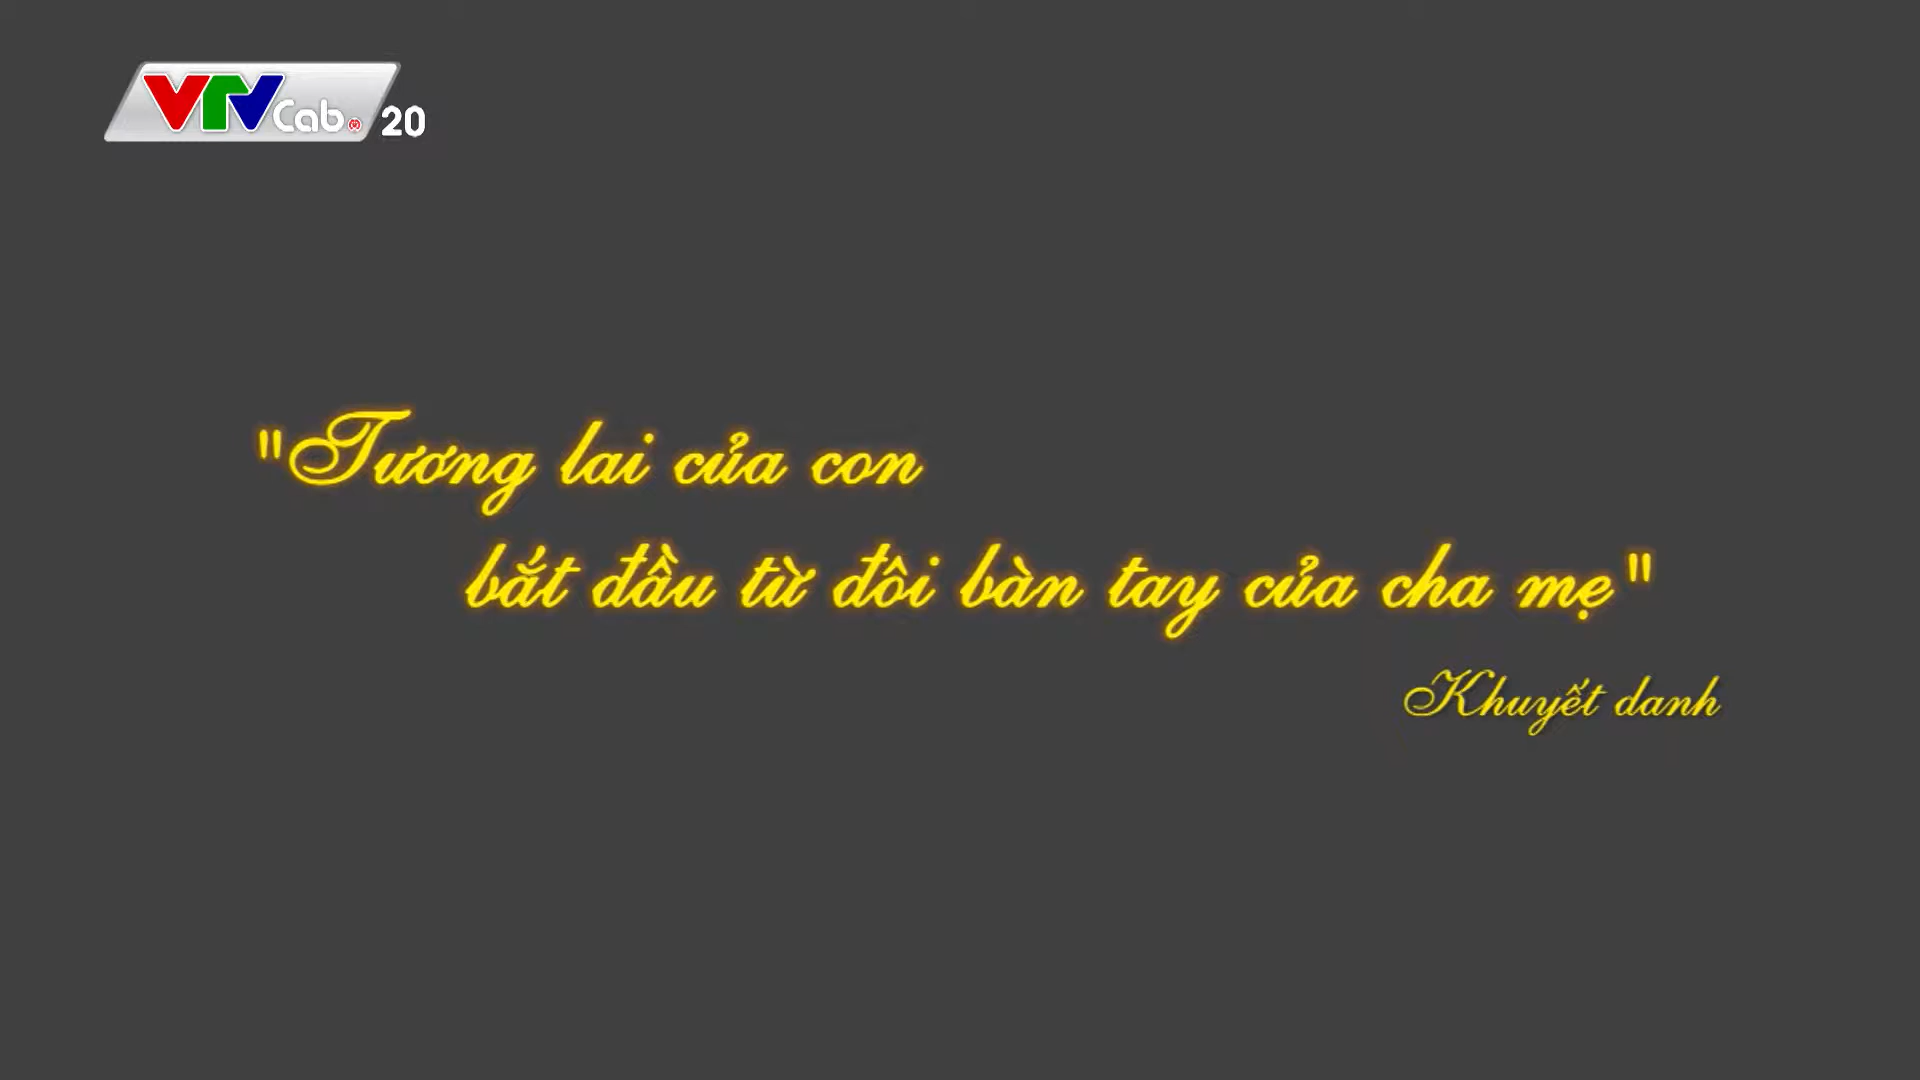 VTVCab 20
"Tương lai của con
bắt đầu từ đôi bàn tay của cha mẹ"
Khuyết danh